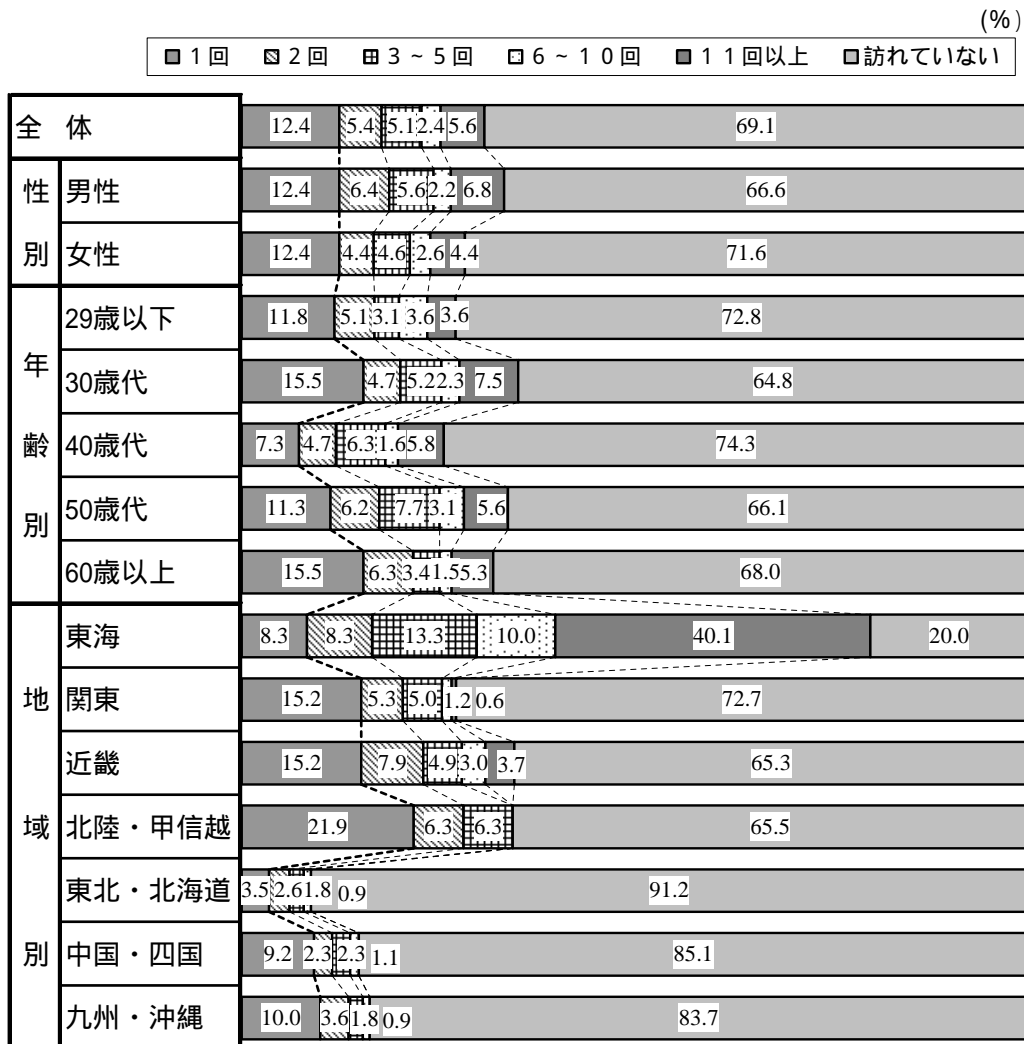 (%)
1回 2回 3~5回 6~10回 11回以上 訪れていない
全体 12.4 5.4 5.1 2.4 5.6 69.1
性別
男性 12.4 6.4 5.6 2.2 6.8 66.6
女性 12.4 4.4 4.6 2.6 4.4 71.6
年齢別
29歳以下 11.8 5.1 3.1 3.6 3.6 72.8
30歳代 15.5 4.7 5.2 2.3 7.5 64.8
40歳代 7.3 4.7 6.3 1.6 5.8 74.3
50歳代 11.3 6.2 7.7 3.1 5.6 66.1
60歳以上 15.5 6.3 3.4 1.5 5.3 68.0
地域別
東海 8.3 8.3 13.3 10.0 40.1 20.0
関東 15.2 5.3 5.0 1.2 0.6 72.7
近畿 15.2 7.9 4.9 3.0 3.7 65.3
北陸・甲信越 21.9 6.3 6.3 65.5
東北・北海道 3.5 2.6 1.8 0.9 91.2
中国・四国 9.2 2.3 2.3 1.1 85.1
九州・沖縄 10.0 3.6 1.8 0.9 83.7